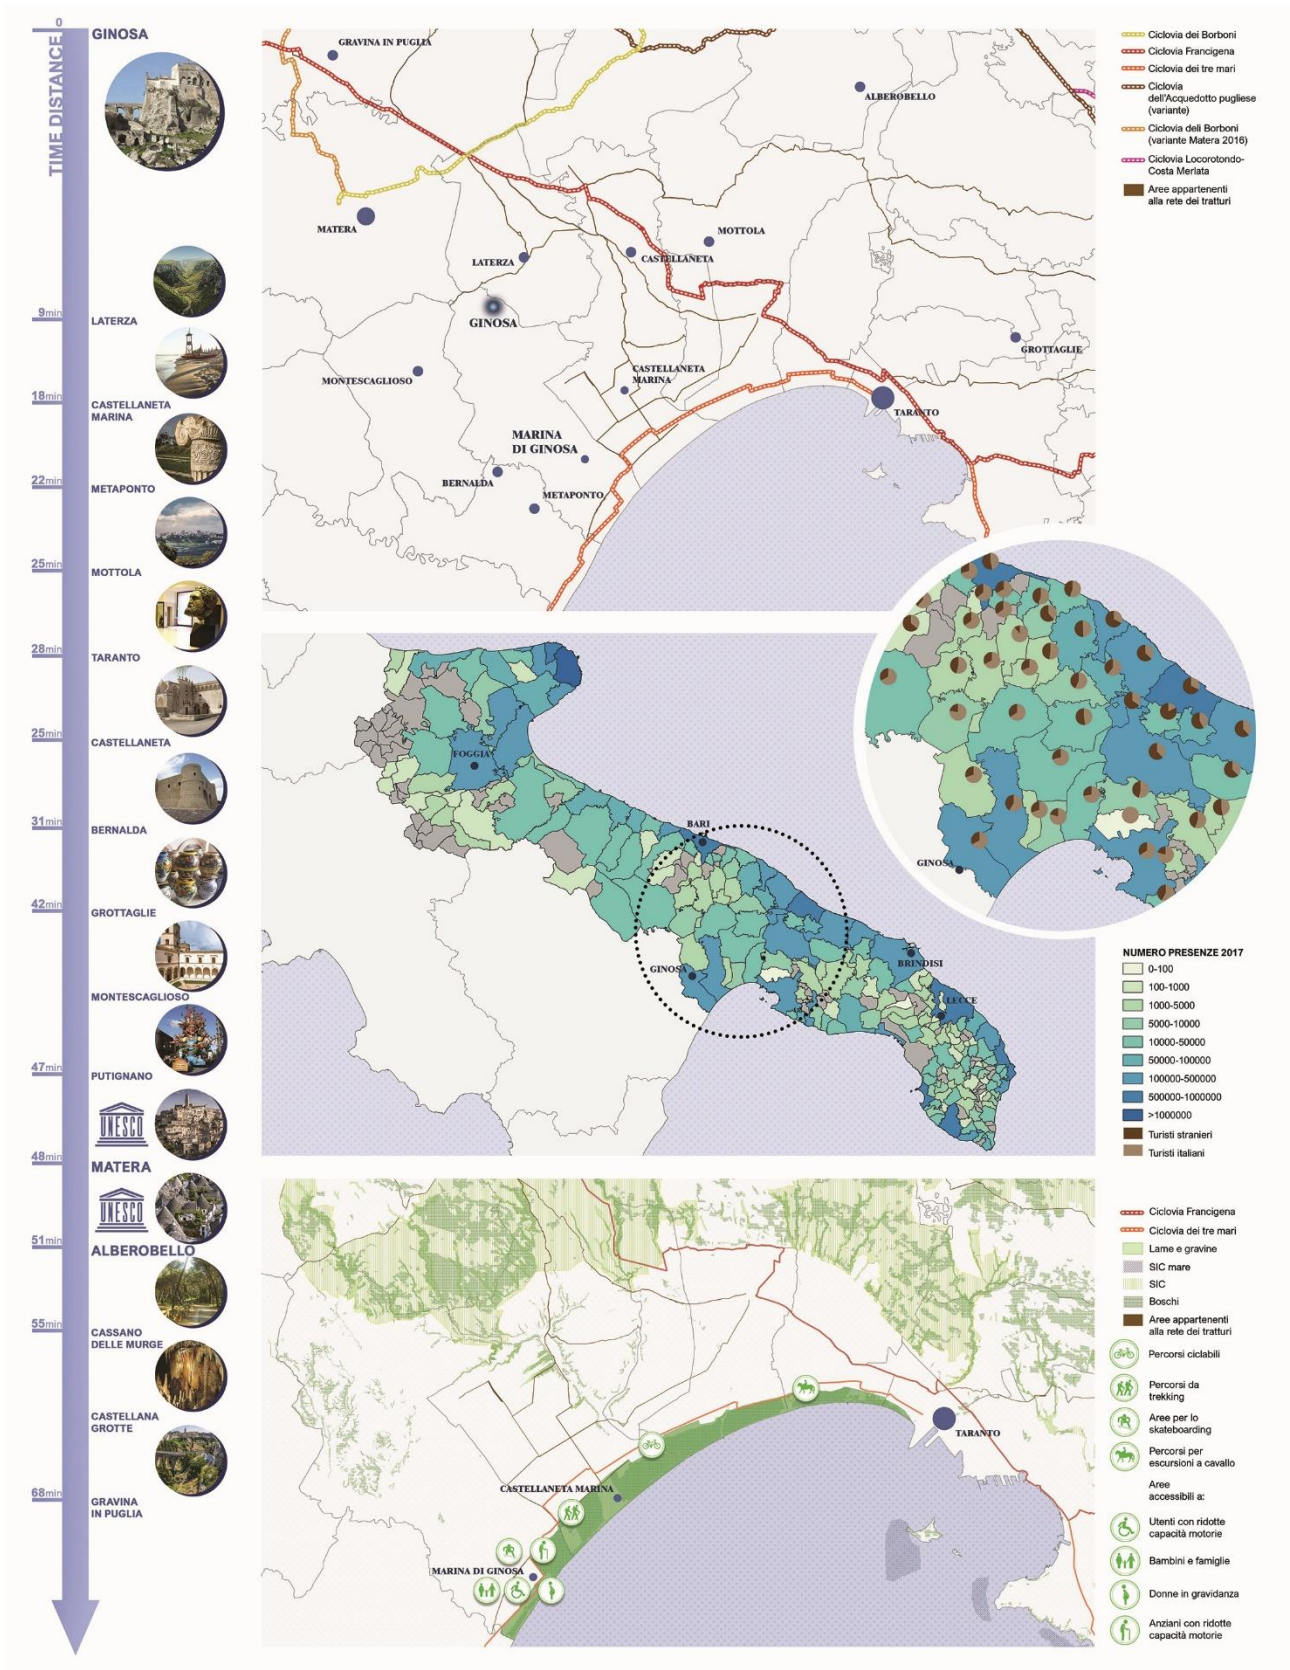 0
TIME DISTANCE
GINOSA
9min
LATERZA
18min
CASTELLANETA
MARINA
22min
METAPONTO
25min
MOTTOLA
28min
TARANTO
25min
CASTELLANETA
31min
BERNALDA
42min
GROTTAGLIE
MONTESCAGLIOSO
47min
PUTIGNANO
UNESCO
48min
MATERA
UNESCO
51min
ALBEROBELLO
55min
CASSANO
DELLE MURGE
CASTELLANA
GROTTE
68min
GRAVINA
IN PUGLIA
GRAVINA IN PUGLIA
ALBEROBELLO
MATERA
MOTTOLA
LATERZA
CASTELLANETA
GINOSA
GROTTAGLIE
MONTESCAGLIOSO
CASTELLANETA
MARINA
TARANTO
MARINA
DI GINOSA
BERNALDA
METAPONTO
Ciclovia dei Borboni
Ciclovia Francigena
Ciclovia dei tre mari
Ciclovia
dell'Acquedotto pugliese
(variante)
Ciclovia deli Borboni
(variante Matera 2016)
Ciclovia Locorotondo-
Costa Merlata
Aree appartenenti
alla rete dei tratturi
FOGGIA
BARI
GINOSA
BRINDISI
LECCE
GINOSA
NUMERO PRESENZE 2017
0-100
100-1000
1000-5000
5000-10000
10000-50000
50000-100000
100000-500000
500000-1000000
>1000000
Turisti stranieri
Turisti italiani
TARANTO
CASTELLANETA MARINA
MARINA DI GINOSA
Ciclovia Francigena
Ciclovia dei tre mari
Lame e gravine
SIC mare
SIC
Boschi
Aree appartenenti
alla rete dei tratturi
Percorsi ciclabili
Percorsi da
trekking
Aree per lo
skateboarding
Percorsi per
escursioni a cavallo
Aree
accessibili a:
Utenti con ridotte
capacità motorie
Bambini e famiglie
Donne in gravidanza
Anziani con ridotte
capacità motorie